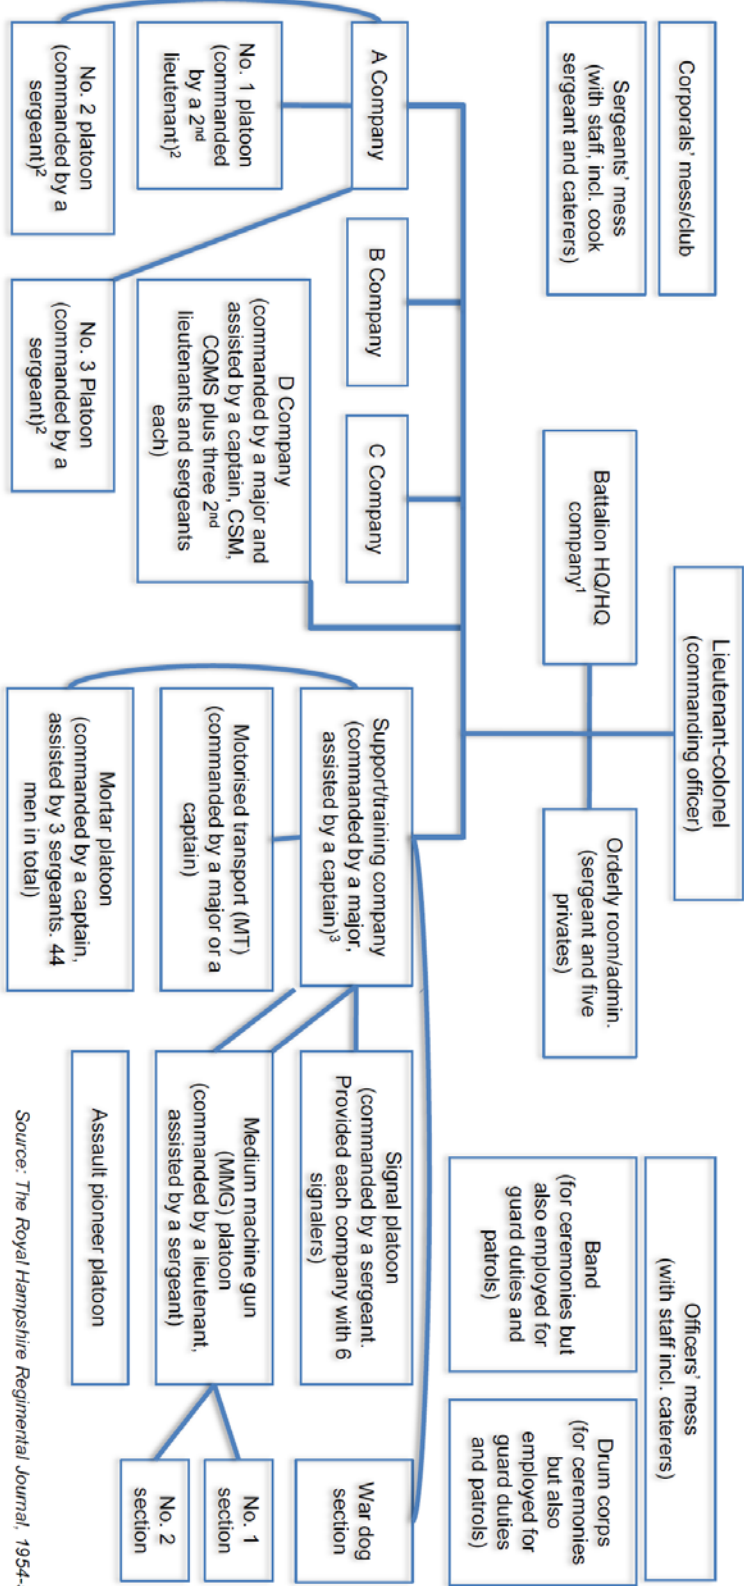 Lieutenant-colonel
(commanding officer)
Corporals' mess/club
Sergeants' mess
(with staff, incl. cook
sergeant and caterers)
Battalion HQ/HQ
company¹
Orderly room/admin.
(sergeant and five
privates)
Officers' mess
(with staff incl. caterers)
Band
(for ceremonies but
also employed for
guard duties and
patrols)
Drum corps
(for ceremonies
but also
employed for
guard duties
and patrols)
A Company
B Company
C Company
D Company
(commanded by a major and
assisted by a captain, CSM,
CQMS plus three 2nd
lieutenants and sergeants
each)
No. 1 platoon
(commanded
by a 2nd
lieutenant)²
No. 2 platoon
(commanded by a
sergeant)²
No. 3 Platoon
(commanded by a
sergeant)²
Support/training company
(commanded by a major,
assisted by a captain)³
Motorised transport (MT)
(commanded by a major or a
captain)
Mortar platoon
(commanded by a captain,
assisted by 3 sergeants. 44
men in total)
Signal platoon
(commanded by a sergeant.
Provided each company with 6
signalers)
Medium machine gun
(MMG) platoon
(commanded by a lieutenant,
assisted by a sergeant)
Assault pioneer platoon
War dog
section
No. 1
section
No. 2
section
Source: The Royal Hampshire Regimental Journal, 1954-